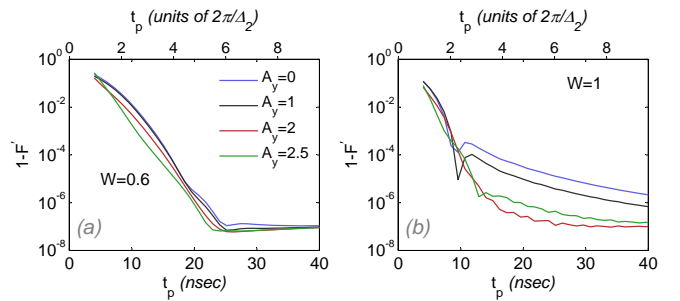 t_p (units of 2π/Δ_2)
0 2 4 6 8
10^0
10^-2
10^-4
10^-6
10^-8
1-F'
A_y=0
A_y=1
A_y=2
A_y=2.5
W=0.6
(a)
0 10 20 30 40
t_p (nsec)
t_p (units of 2π/Δ_2)
0 2 4 6 8
10^0
10^-2
10^-4
10^-6
10^-8
1-F'
W=1
(b)
0 10 20 30 40
t_p (nsec)